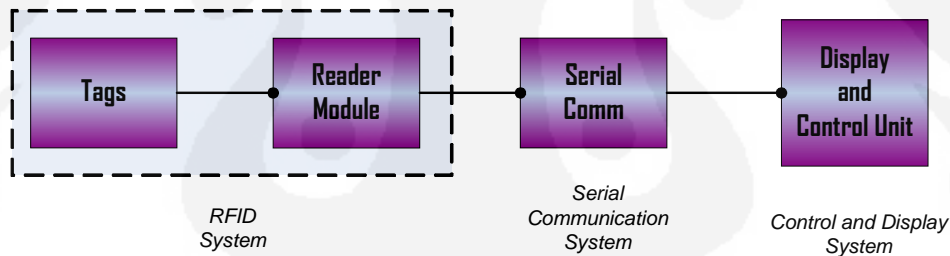 Tags
Reader
Module
Serial
Comm
Display
and
Control Unit
RFID
System
Serial
Communication
System
Control and Display
System